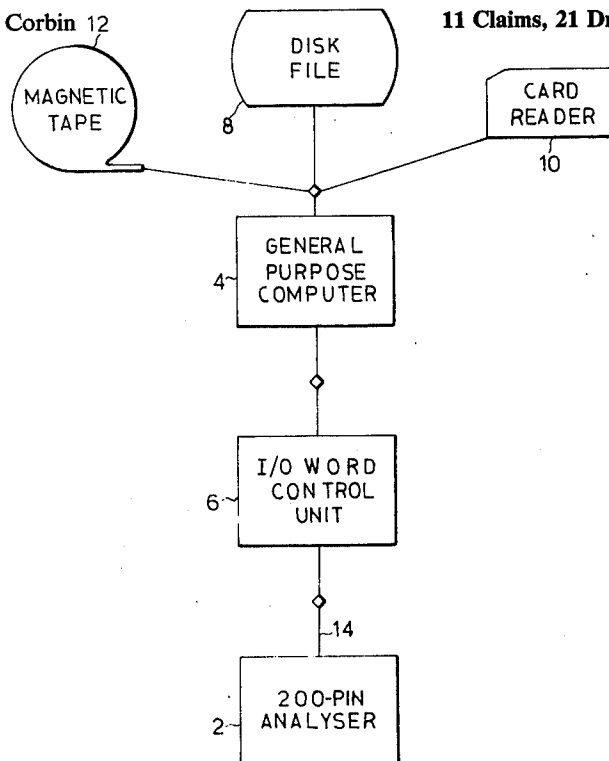 Corbin 12
11 Claims, 21 Dr
DISK
FILE
8
MAGNETIC
TAPE
CARD
READER
10
GENERAL
PURPOSE
COMPUTER
4
I/O WORD
CONTROL
UNIT
6
14
200-PIN
ANALYSER
2